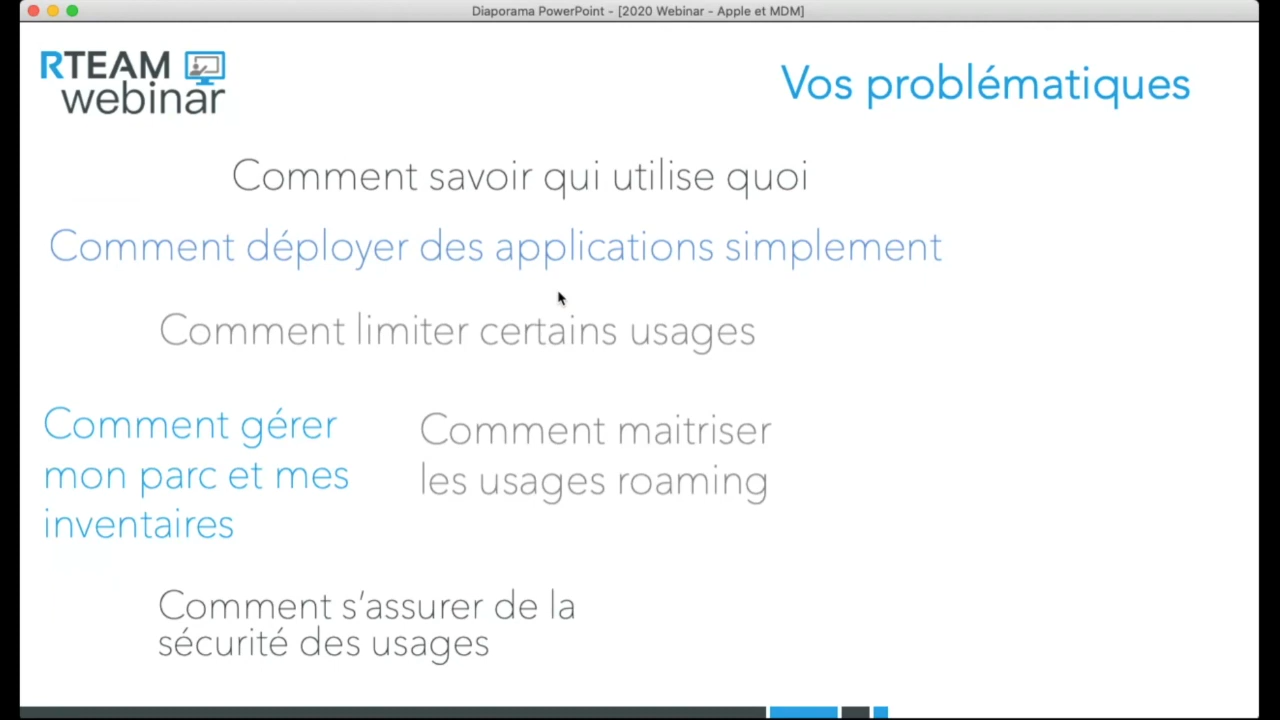 Diaporama PowerPoint - [2020 Webinar - Apple et MDM]
RTEAM
webinar
Vos problématiques
Comment savoir qui utilise quoi
Comment déployer des applications simplement
Comment limiter certains usages
Comment gérer
mon parc et mes
inventaires
Comment maitriser
les usages roaming
Comment s'assurer de la
sécurité des usages